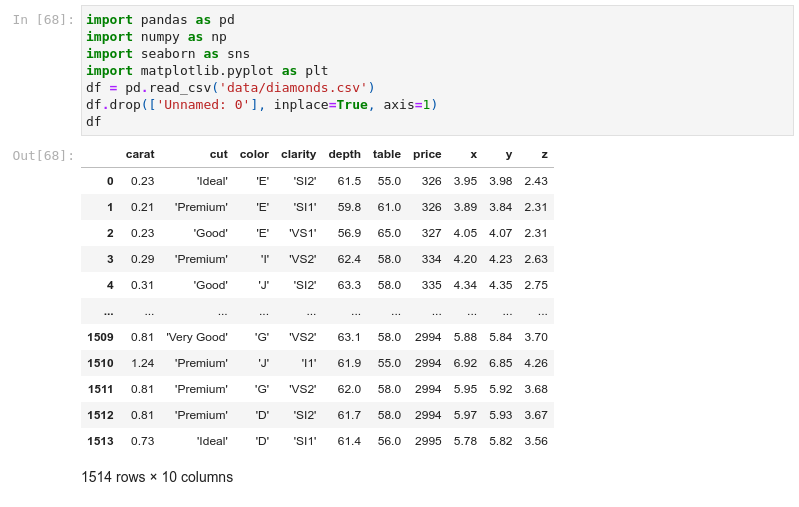 In [68]: import pandas as pd
import numpy as np
import seaborn as sns
import matplotlib.pyplot as plt
df = pd.read_csv('data/diamonds.csv')
df.drop(['Unnamed: 0'], inplace=True, axis=1)
df
Out[68]: carat cut color clarity depth table price x y z
0 0.23 'Ideal' 'E' 'SI2' 61.5 55.0 326 3.95 3.98 2.43
1 0.21 'Premium' 'E' 'SI1' 59.8 61.0 326 3.89 3.84 2.31
2 0.23 'Good' 'E' 'VS1' 56.9 65.0 327 4.05 4.07 2.31
3 0.29 'Premium' 'I' 'VS2' 62.4 58.0 334 4.20 4.23 2.63
4 0.31 'Good' 'J' 'SI2' 63.3 58.0 335 4.34 4.35 2.75
... ... ... ... ... ... ... ... ... ... ...
1509 0.81 'Very Good' 'G' 'VS2' 63.1 58.0 2994 5.88 5.84 3.70
1510 1.24 'Premium' 'J' 'I1' 61.9 55.0 2994 6.92 6.85 4.26
1511 0.81 'Premium' 'G' 'VS2' 62.0 58.0 2994 5.95 5.92 3.68
1512 0.81 'Premium' 'D' 'SI2' 61.7 58.0 2994 5.97 5.93 3.67
1513 0.73 'Ideal' 'D' 'SI1' 61.4 56.0 2995 5.78 5.82 3.56
1514 rows × 10 columns